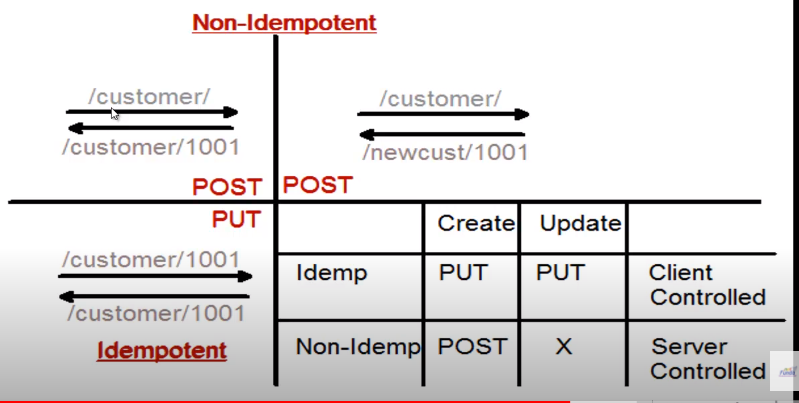 Non-Idempotent
/customer/
/customer/1001
/customer/
/newcust/1001
POST
POST
PUT
/customer/1001
/customer/1001
Idempotent
Create Update
Idemp PUT PUT Client
Controlled
Non-Idemp POST X Server
Controlled